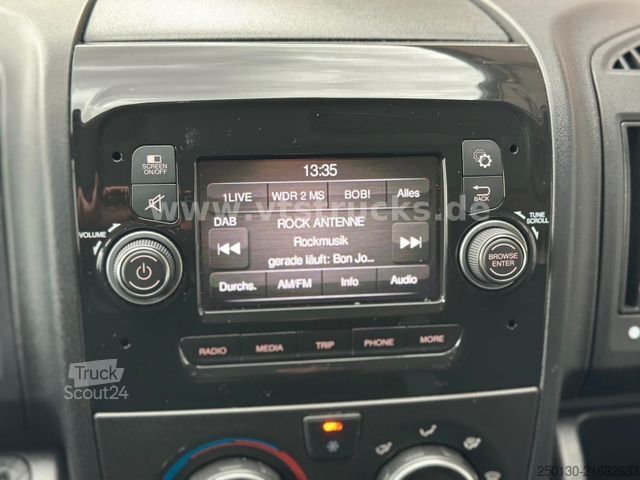 13:35
SCREEN ON/OFF
1LIVE WDR 2 MS BOB! Alles
BACK
www.vtstrucks.de
DAB ROCK ANTENNE
VOLUME
TUNE SCROLL
Rockmusik
BROWSE ENTER
gerade läuft: Bon Jo...
Durchs. AM/FM Info Audio
RADIO MEDIA TRIP PHONE MORE
Truck
Scout24
250130-21632633